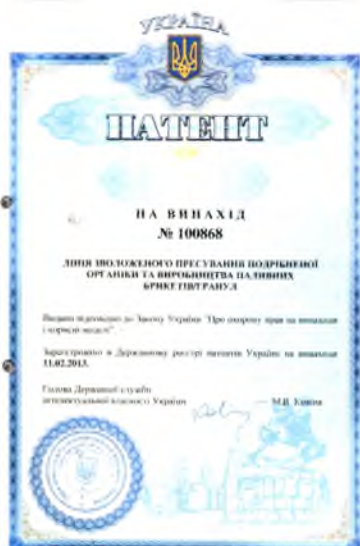 УКРАЇНА
ПАТЕНТ
НА ВИНАХІД
№ 100868
ЛІНІЯ ЗВОЛОЖЕНОГО ПРЕСУВАННЯ ПОДРІБНЕНОЇ
ОРГАНІКИ ТА ВИРОБНИЦТВА ПАЛИВНИХ
БРИКЕТІВ/ГРАНУЛ
Видано відповідно до Закону України "Про охорону прав на винаходи
і корисні моделі".
Зареєстровано в Державному реєстрі патентів України на винаходи
11.02.2013.
Голова Державної служби
інтелектуальної власності України
М.В.